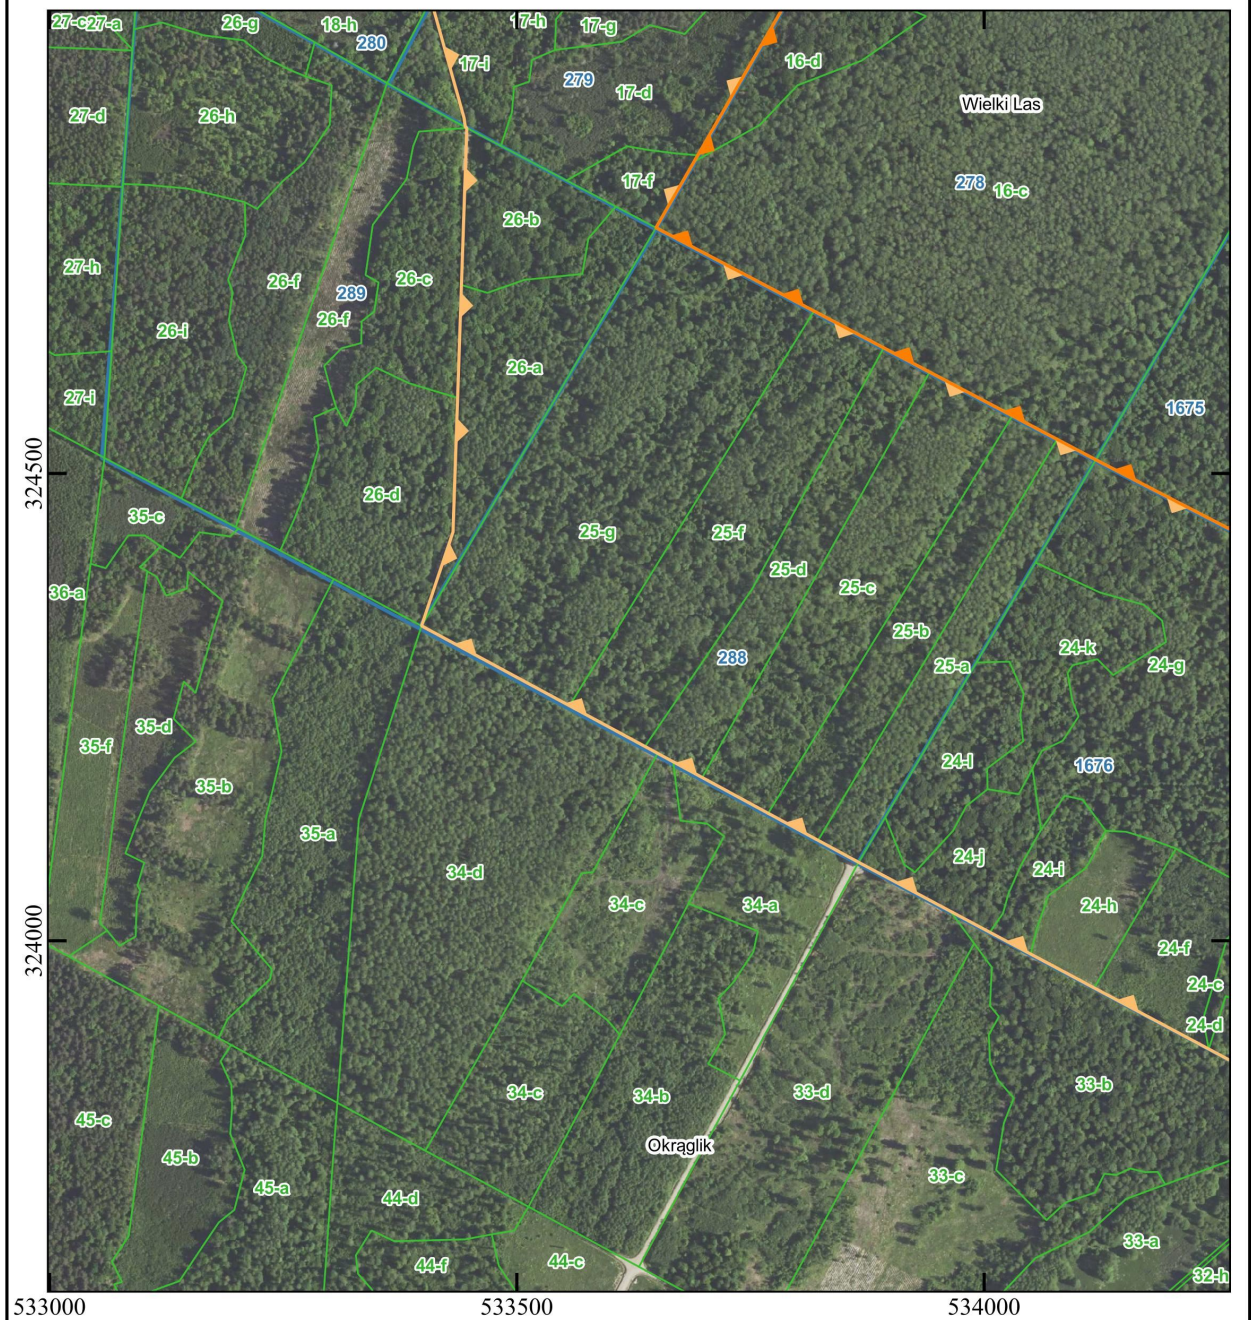 27-c 27-a 26-g 18-h 17-h 17-g
280
17-i 16-d
279 17-d
Wielki Las
27-d 26-h
17-f 278 16-c
26-b
27-h 26-f 26-c
289
26-f
26-i
26-a
27-i 1675
324500
26-d
35-c
25-g 25-f
25-d
25-c
36-a
25-b
24-k
288 25-a 24-g
35-d
35-f
24-l 1676
35-b
35-a
24-j
34-d 24-i
34-c 34-a 24-h
324000
24-f
24-c
24-d
33-b
34-c 34-b 33-d
45-c
Okrąglik
45-b
33-c
45-a
44-d
33-a
44-f 44-c
32-h
533000 533500 534000